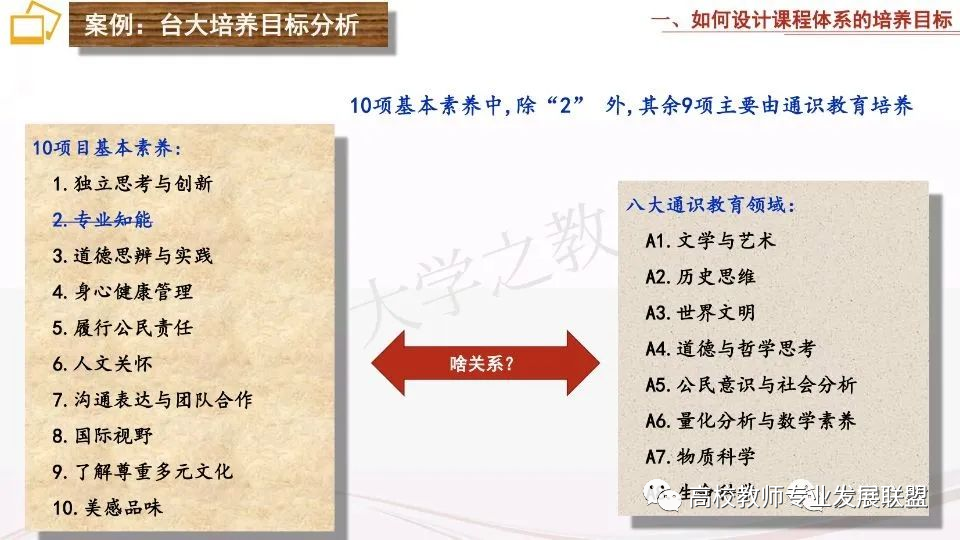 案例：台大培养目标分析
一、如何设计课程体系的培养目标
10项基本素养中,除“2” 外,其余9项主要由通识教育培养
10项目基本素养:
1.独立思考与创新
2.专业知能
3.道德思辨与实践
4.身心健康管理
5.履行公民责任
6.人文关怀
7.沟通表达与团队合作
8.国际视野
9.了解尊重多元文化
10.美感品味
大学之教
啥关系?
八大通识教育领域:
A1.文学与艺术
A2.历史思维
A3.世界文明
A4.道德与哲学思考
A5.公民意识与社会分析
A6.量化分析与数学素养
A7.物质科学
高校教师专业发展联盟